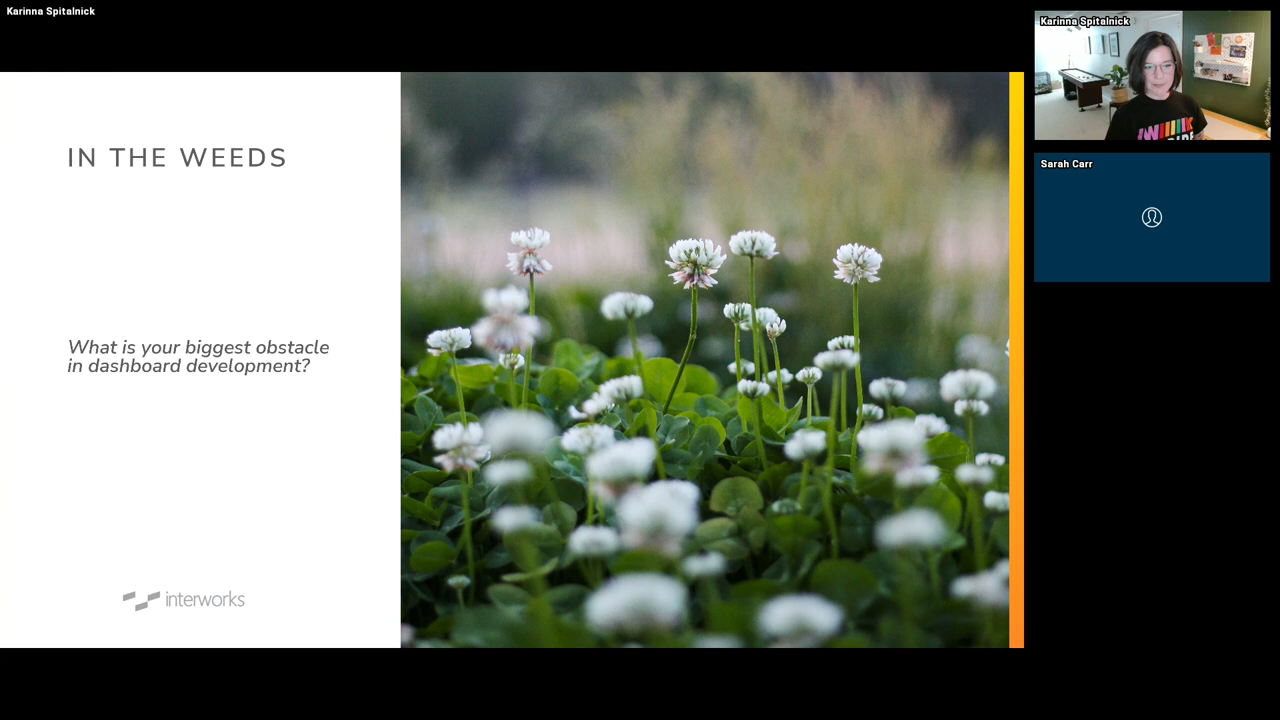 Karinna Spitalnick
IN THE WEEDS
What is your biggest obstacle
in dashboard development?
interworks
Karinna Spitalnick
Sarah Carr